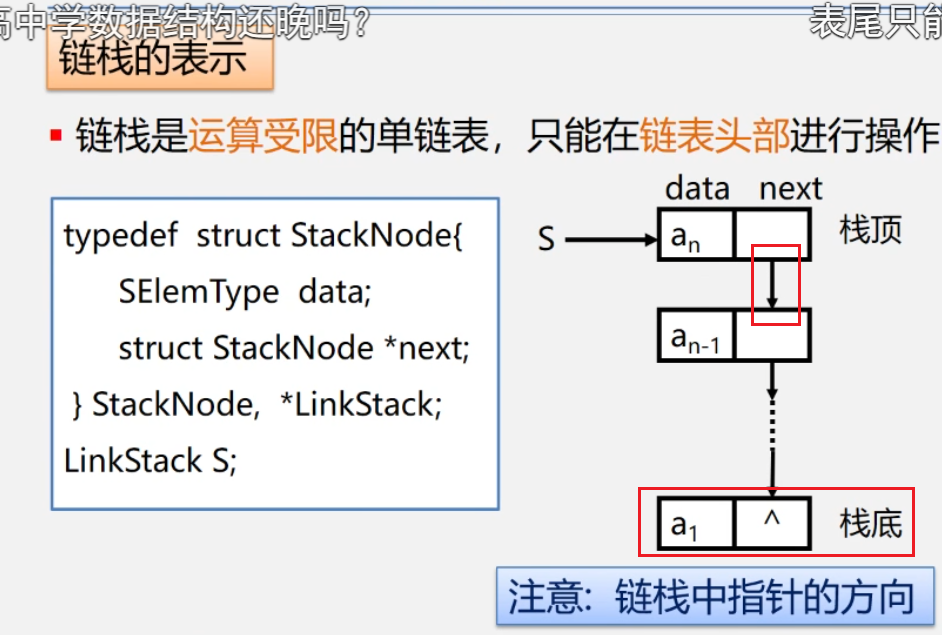 高中学数据结构还晚吗？
表尾只能
链栈的表示
链栈是运算受限的单链表，只能在链表头部进行操作
data next
typedef struct StackNode{
SElemType data;
struct StackNode *next;
} StackNode, *LinkStack;
LinkStack S;
S
an
栈顶
an-1
a1
^
栈底
注意：链栈中指针的方向